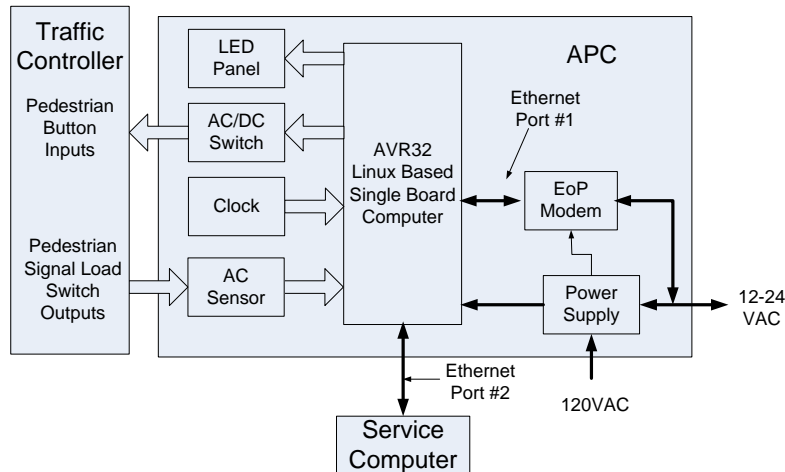 Traffic
Controller
Pedestrian
Button
Inputs
Pedestrian
Signal Load
Switch
Outputs
LED
Panel
AC/DC
Switch
Clock
AC
Sensor
AVR32
Linux Based
Single Board
Computer
APC
Ethernet
Port #1
EoP
Modem
Power
Supply
12-24
VAC
120VAC
Ethernet
Port #2
Service
Computer